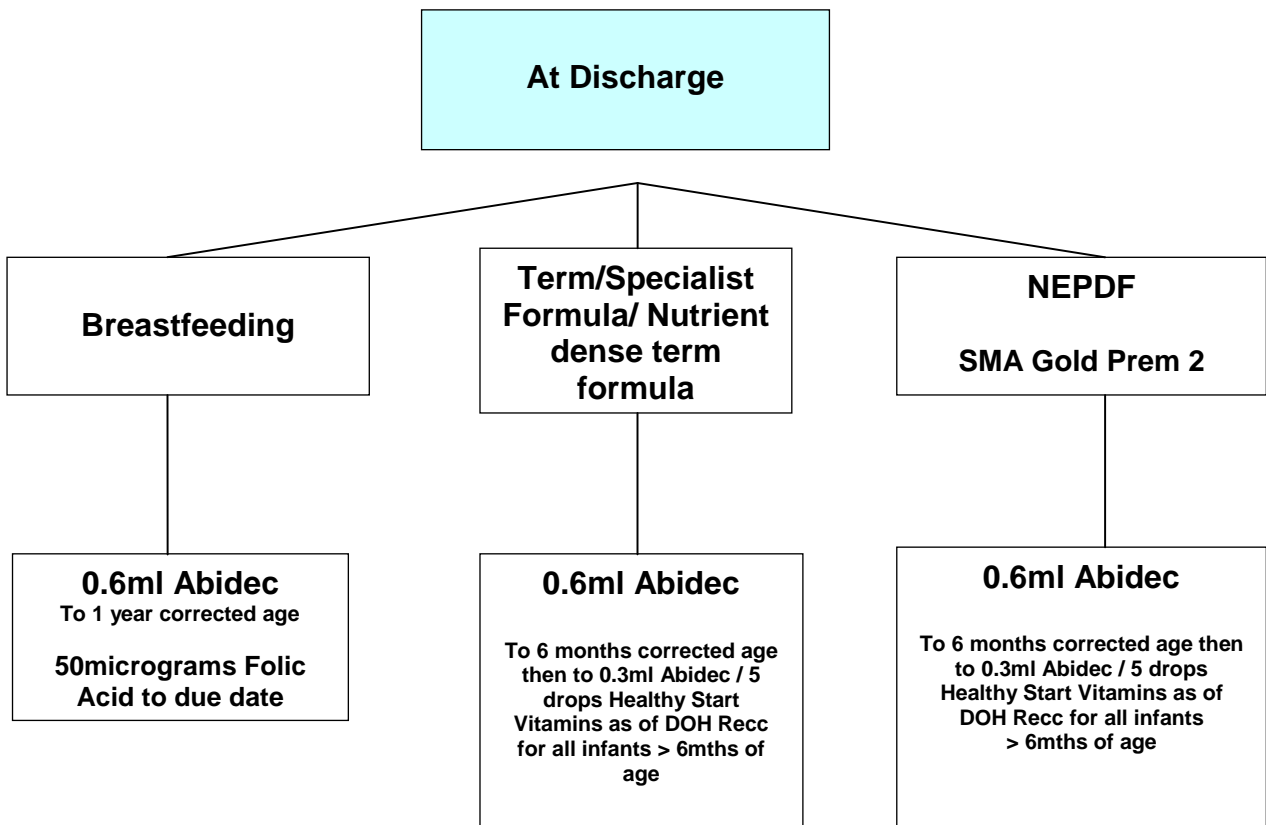 At Discharge
Breastfeeding
Term/Specialist
Formula/ Nutrient
dense term
formula
NEPDF
SMA Gold Prem 2
0.6ml Abidec
To 1 year corrected age
50micrograms Folic
Acid to due date
0.6ml Abidec
To 6 months corrected age
then to 0.3ml Abidec / 5
drops Healthy Start
Vitamins as of DOH Recc
for all infants > 6mths of
age
0.6ml Abidec
To 6 months corrected age then
to 0.3ml Abidec / 5 drops
Healthy Start Vitamins as of
DOH Recc for all infants
> 6mths of age